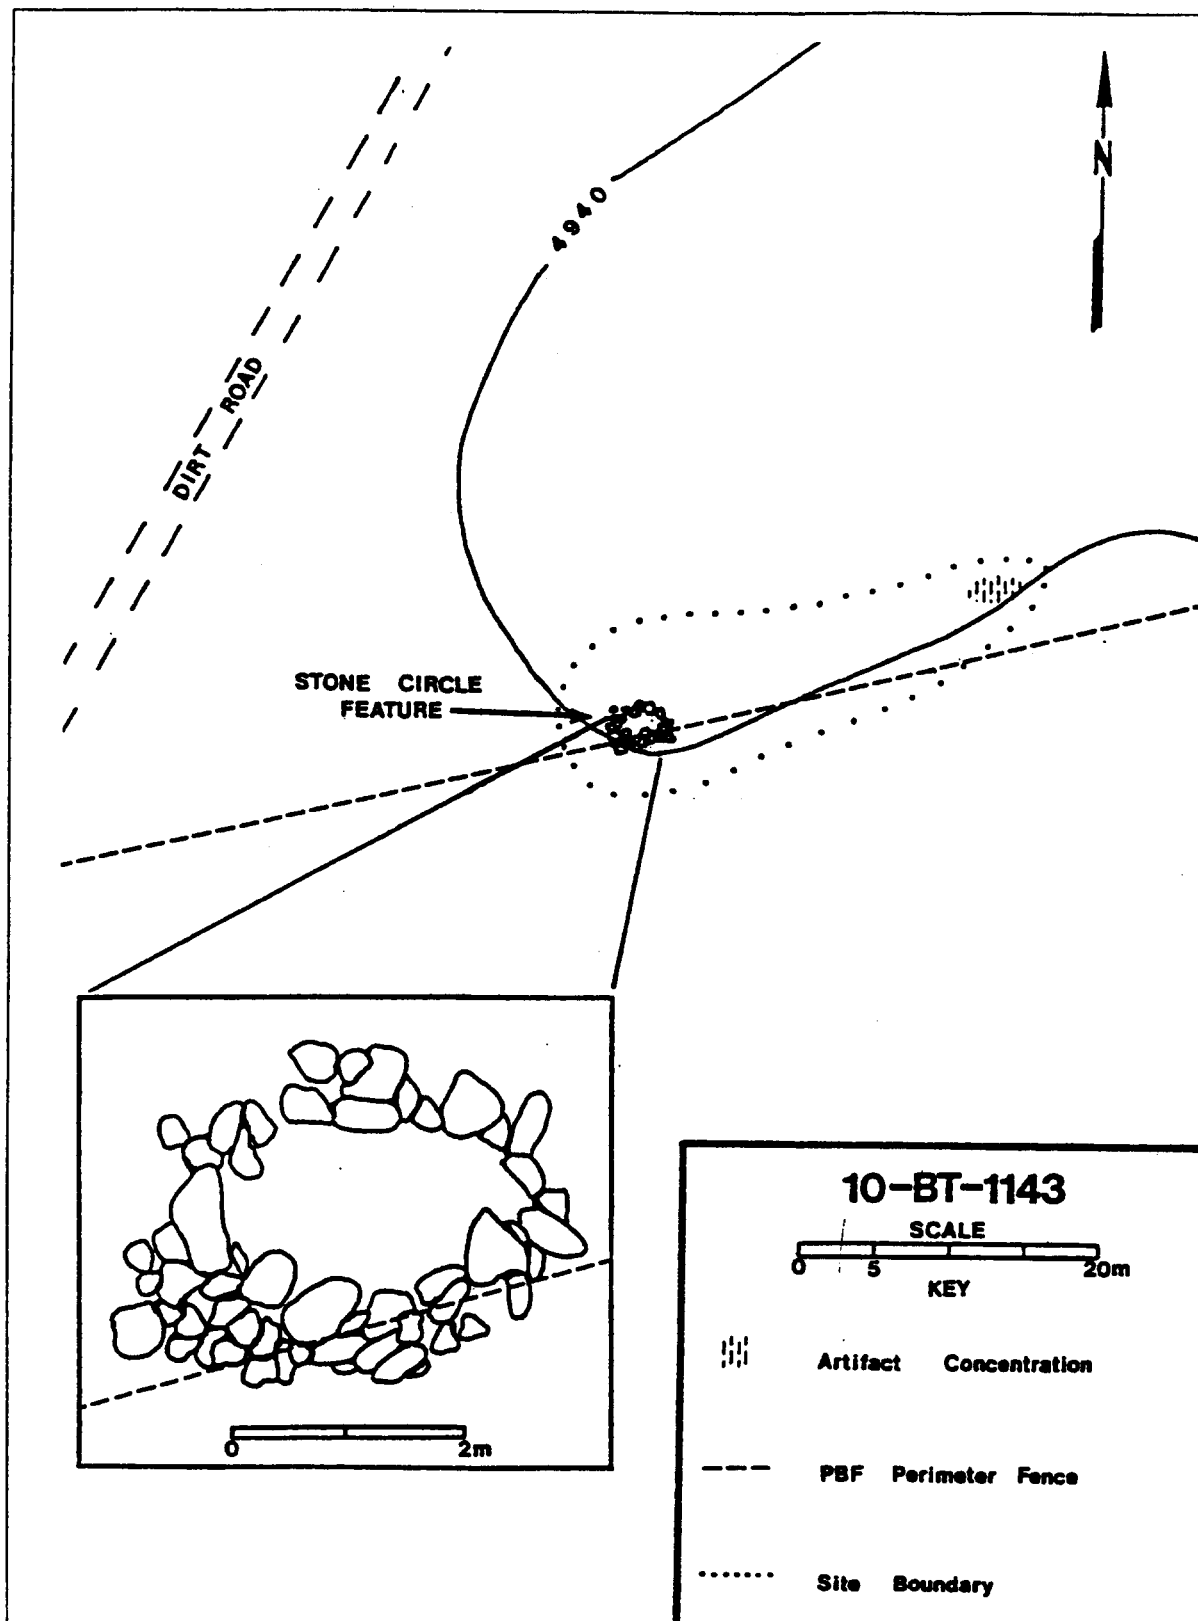 N
4940
DIRT ROAD
STONE CIRCLE
FEATURE
0 2m
10-BT-1143
SCALE
0 5 20m
KEY
Artifact Concentration
PBF Perimeter Fence
Site Boundary